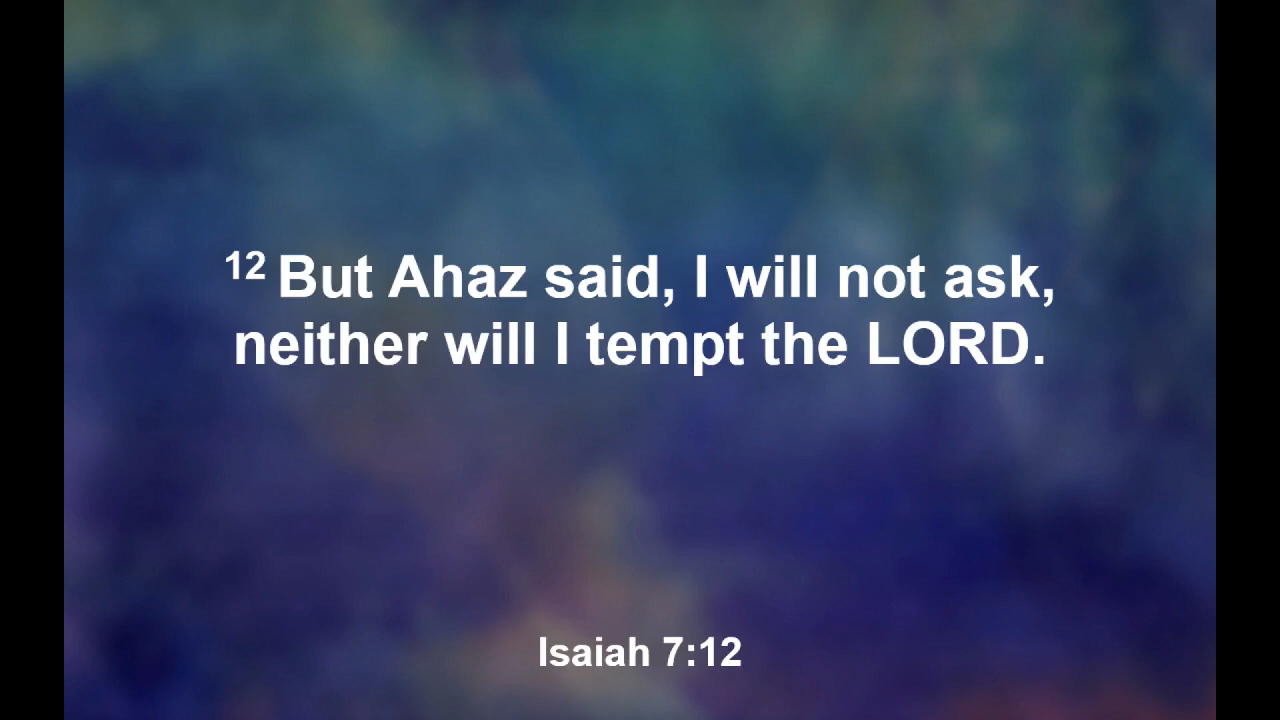 12 But Ahaz said, I will not ask,
neither will I tempt the LORD.
Isaiah 7:12